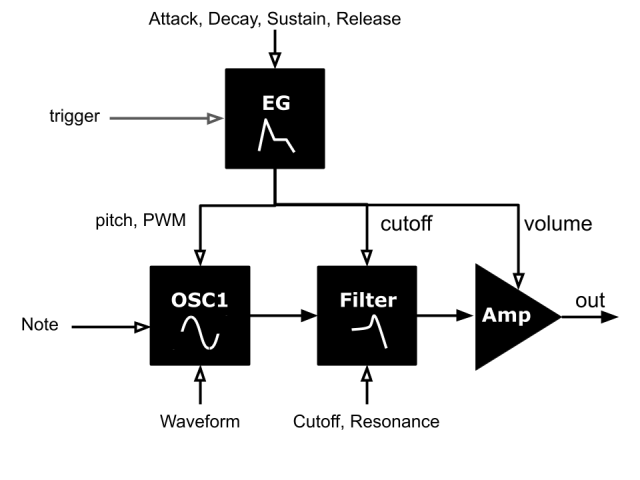 Attack, Decay, Sustain, Release
EG
trigger
pitch, PWM
cutoff
volume
OSC1
Filter
Amp
out
Note
Waveform
Cutoff, Resonance